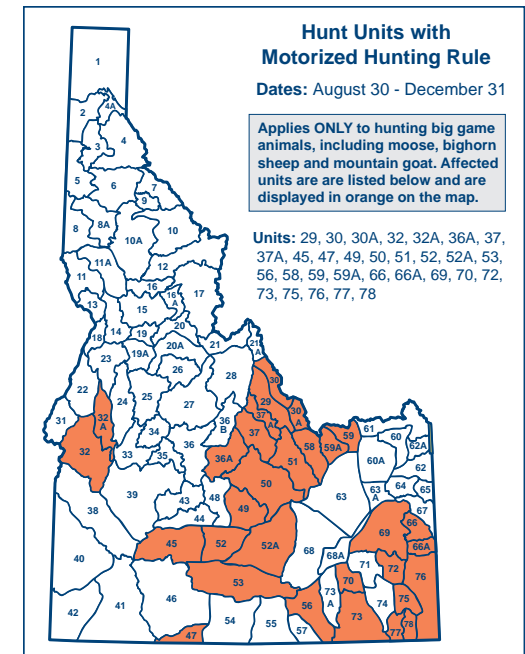 Hunt Units with
Motorized Hunting Rule
Dates: August 30 - December 31
Applies ONLY to hunting big game
animals, including moose, bighorn
sheep and mountain goat. Affected
units are are listed below and are
displayed in orange on the map.
Units: 29, 30, 30A, 32, 32A, 36A, 37,
37A, 45, 47, 49, 50, 51, 52, 52A, 53,
56, 58, 59, 59A, 66, 66A, 69, 70, 72,
73, 75, 76, 77, 78
1
2
4A
3
4
5
6
7
9
8
8A
10A
10
11
11A
12
13
14
15
16
16
A
17
18
19
20
19A
20A
21
21
A
22
23
24
25
26
27
28
30
29
30
A
31
32
32
A
33
34
35
36
36
B
37
A
37
36A
58
59A
59
51
50
61
60
62A
60A
62
63
63
A
64
65
67
38
39
43
44
48
49
66
69
66A
45
52
52A
68
68A
71
72
70
76
40
53
73
A
75
74
42
41
46
47
54
55
56
57
73
77
78